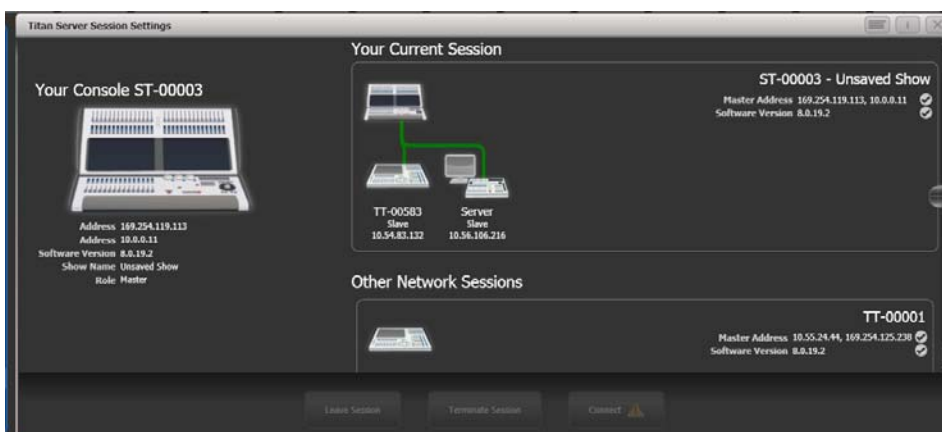 Titan Server Session Settings
Your Console ST-00003
Address 169.254.119.113
Address 10.0.0.11
Software Version 8.0.19.2
Show Name Unsaved Show
Role Master
Your Current Session
ST-00003 - Unsaved Show
Master Address 169.254.119.113, 10.0.0.11
Software Version 8.0.19.2
TT-00583
Slave
10.54.83.132
Server
Slave
10.56.106.216
Other Network Sessions
TT-00001
Master Address 10.55.24.44, 169.254.125.238
Software Version 8.0.19.2
Leave Session
Terminate Session
Connect